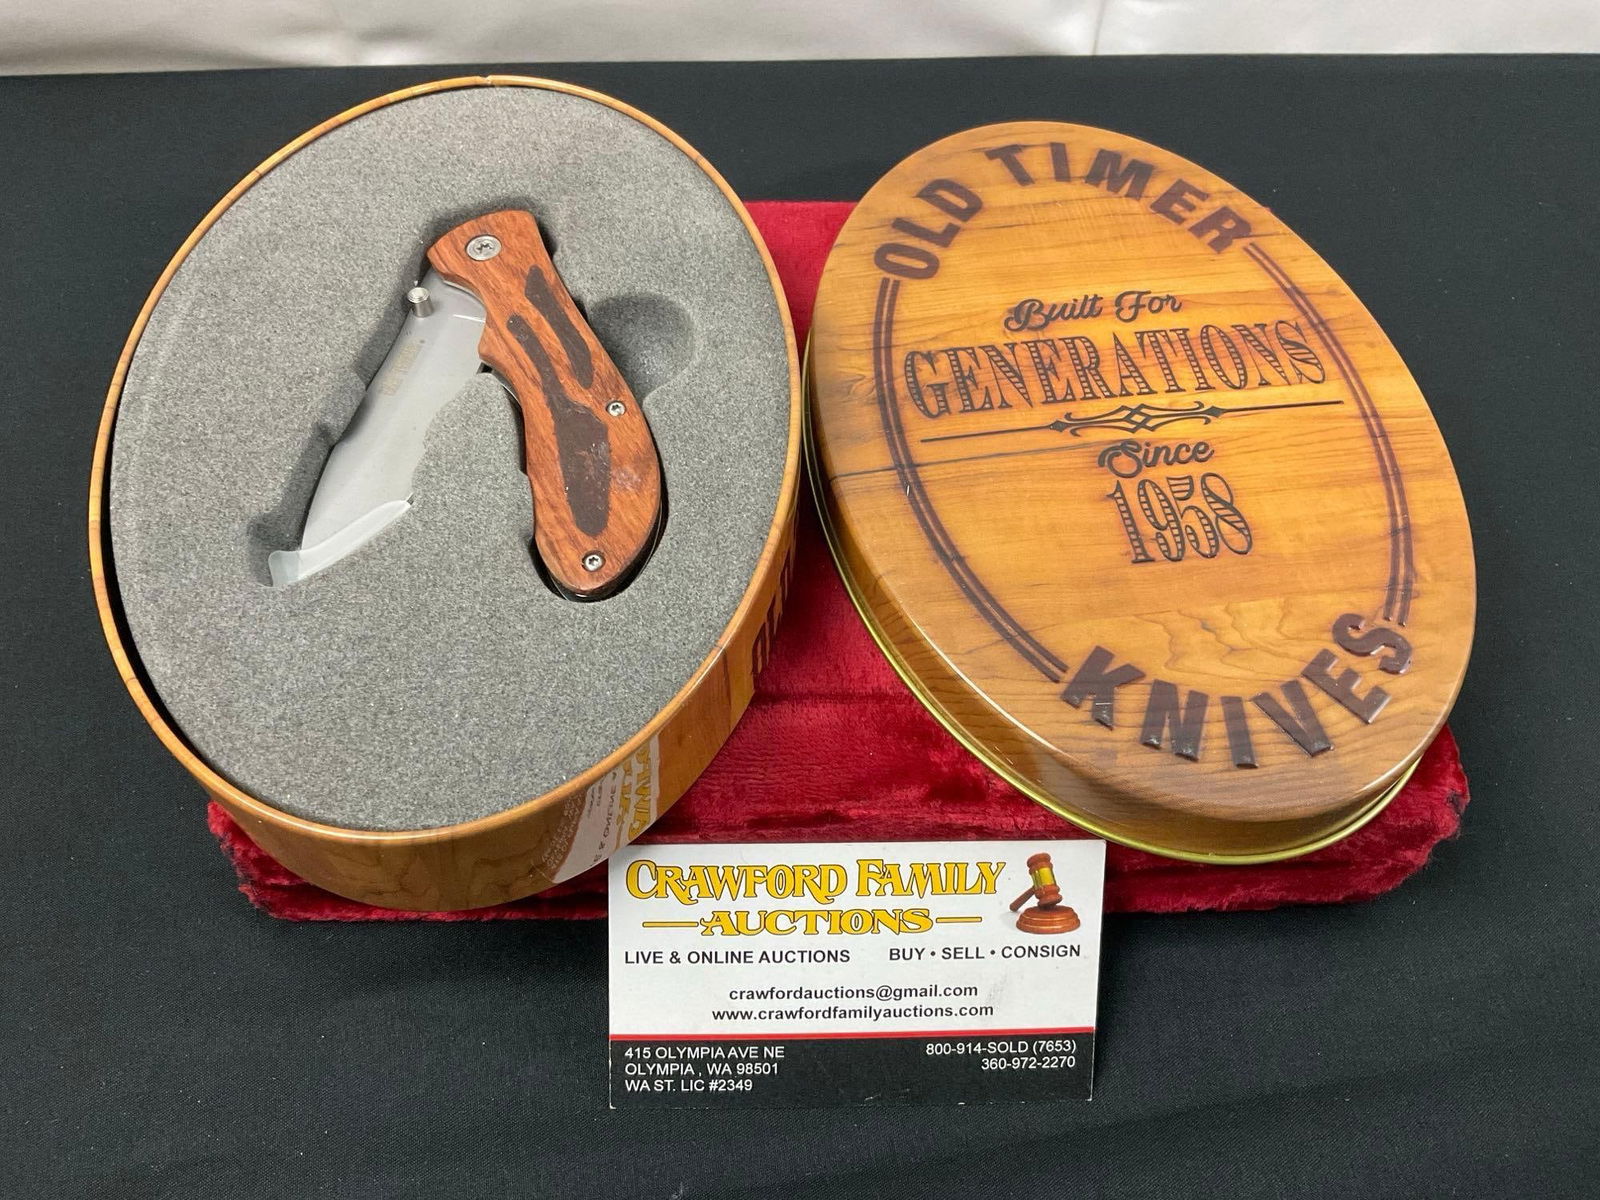 OLD TIMER
Built For
GENERATIONS
Since
1958
KNIVES
CRAWFORD FAMILY
AUCTIONS
LIVE & ONLINE AUCTIONS BUY • SELL • CONSIGN
crawfordauctions@gmail.com
www.crawfordfamilyauctions.com
415 OLYMPIA AVE NE
OLYMPIA , WA 98501
WA ST. LIC #2349
800-914-SOLD (7653)
360-972-2270